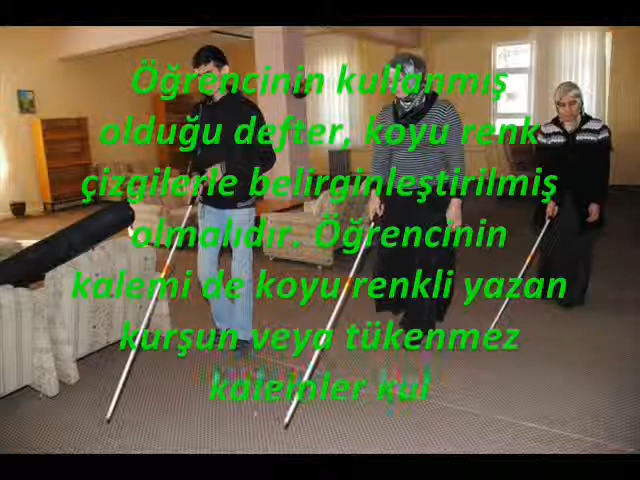 Öğrencinin kullanmış
olduğu defter, koyu renk
çizgilerle belirginleştirilmiş
olmalıdır. Öğrencinin
kalemi de koyu renkli yazan
kurşun veya tükenmez
kalemler kul